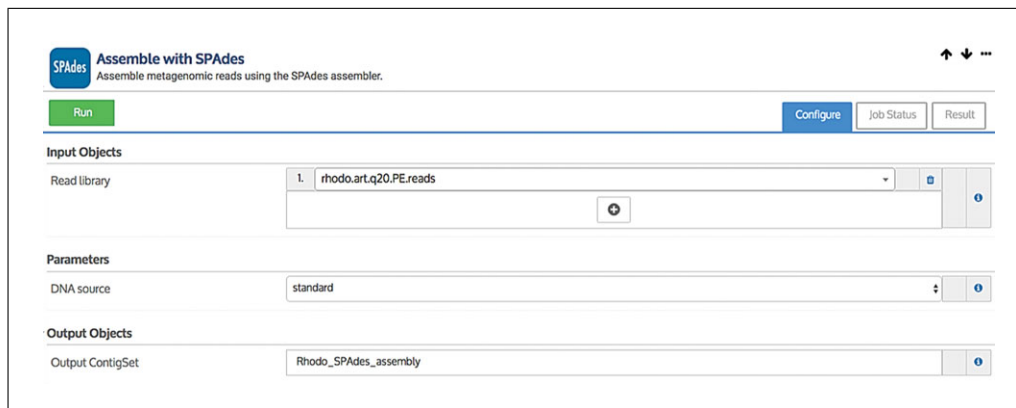 SPAdes
Assemble with SPAdes
Assemble metagenomic reads using the SPAdes assembler.
Run
Configure
Job Status
Result
Input Objects
Read library
1. rhodo.art.q20.PE.reads
Parameters
DNA source
standard
Output Objects
Output ContigSet
Rhodo_SPAdes_assembly